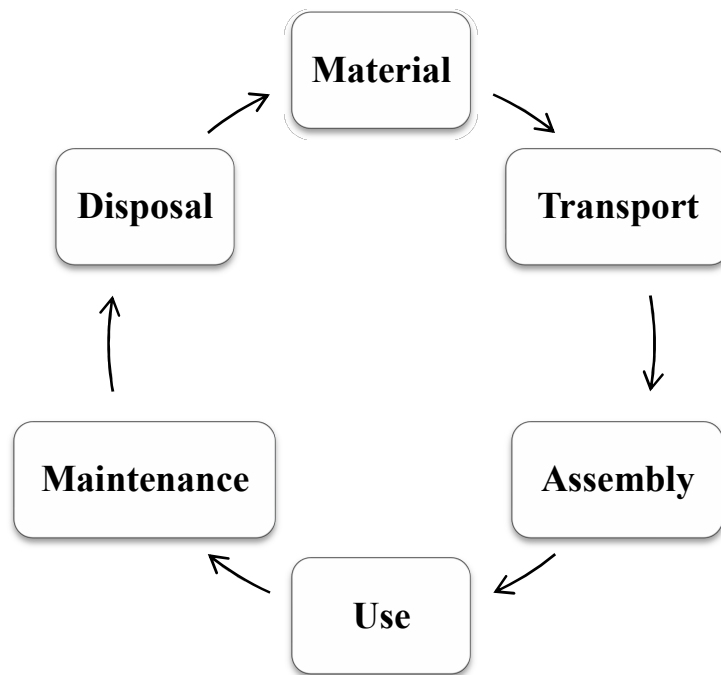 Material
Transport
Assembly
Use
Maintenance
Disposal